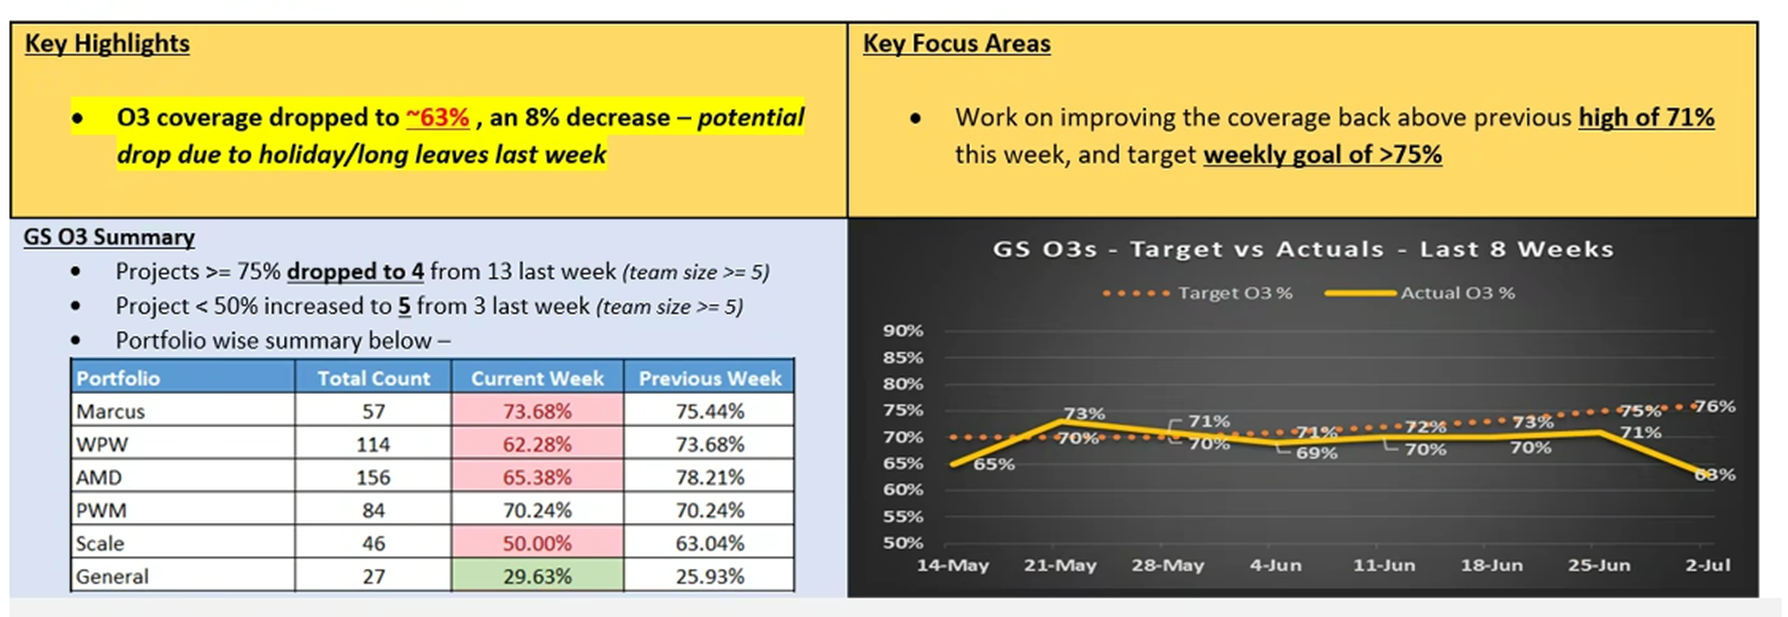 Key Highlights
• O3 coverage dropped to ~63% , an 8% decrease – potential
drop due to holiday/long leaves last week
Key Focus Areas
• Work on improving the coverage back above previous high of 71%
this week, and target weekly goal of >75%
GS O3 Summary
• Projects >= 75% dropped to 4 from 13 last week (team size >= 5)
• Project < 50% increased to 5 from 3 last week (team size >= 5)
• Portfolio wise summary below –
Portfolio Total Count Current Week Previous Week
Marcus 57 73.68% 75.44%
WPW 114 62.28% 73.68%
AMD 156 65.38% 78.21%
PWM 84 70.24% 70.24%
Scale 46 50.00% 63.04%
General 27 29.63% 25.93%
GS O3s - Target vs Actuals - Last 8 Weeks
Target O3 % Actual O3 %
90%
85%
80%
75% 73% 71% 71% 72% 73% 75% 76%
70% 70% 70% 69% 70% 70% 71%
65% 65% 63%
60%
55%
50%
14-May 21-May 28-May 4-Jun 11-Jun 18-Jun 25-Jun 2-Jul